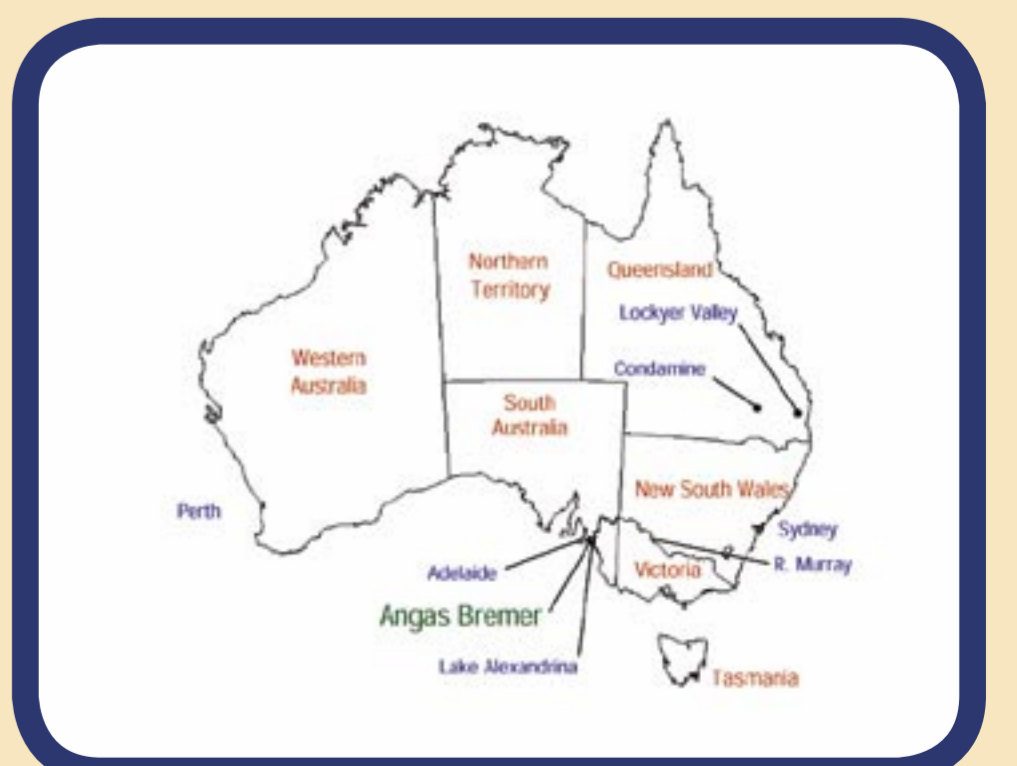 Northern
Territory
Queensland
Lockyer Valley
Western
Australia
Condamine
South
Australia
New South Wales
Perth
Sydney
R. Murray
Adelaide
Victoria
Angas Bremer
Lake Alexandrina
Tasmania